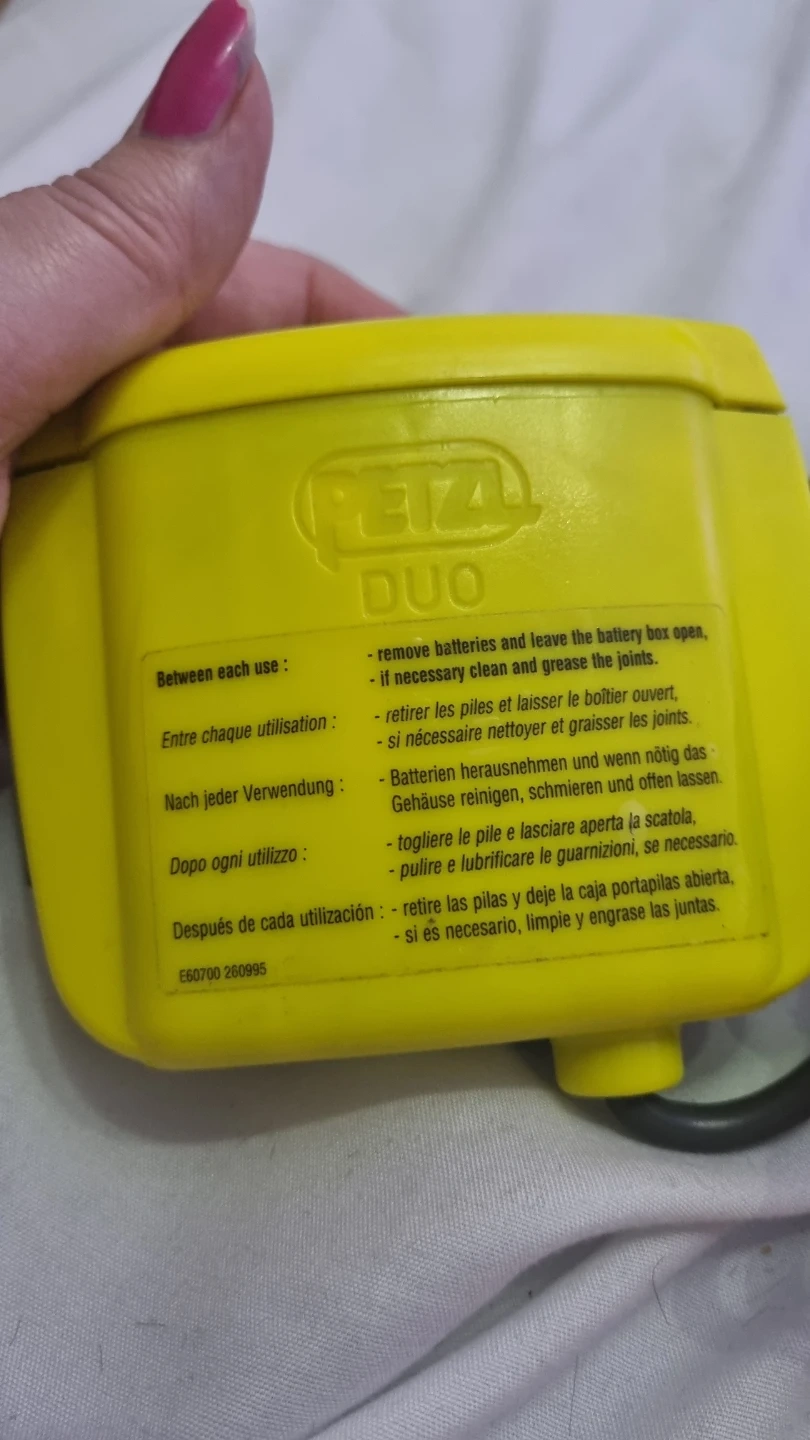 PETZL
DUO
Between each use : - remove batteries and leave the battery box open,
- if necessary clean and grease the joints.
Entre chaque utilisation : - retirer les piles et laisser le boîtier ouvert,
- si nécessaire nettoyer et graisser les joints.
Nach jeder Verwendung : - Batterien herausnehmen und wenn nötig das
Gehäuse reinigen, schmieren und offen lassen.
Dopo ogni utilizzo : - togliere le pile e lasciare aperta la scatola,
- pulire e lubrificare le guarnizioni, se necessario.
Después de cada utilización : - retire las pilas y deje la caja portapilas abierta,
- si es necesario, limpie y engrase las juntas.
E60700 260995